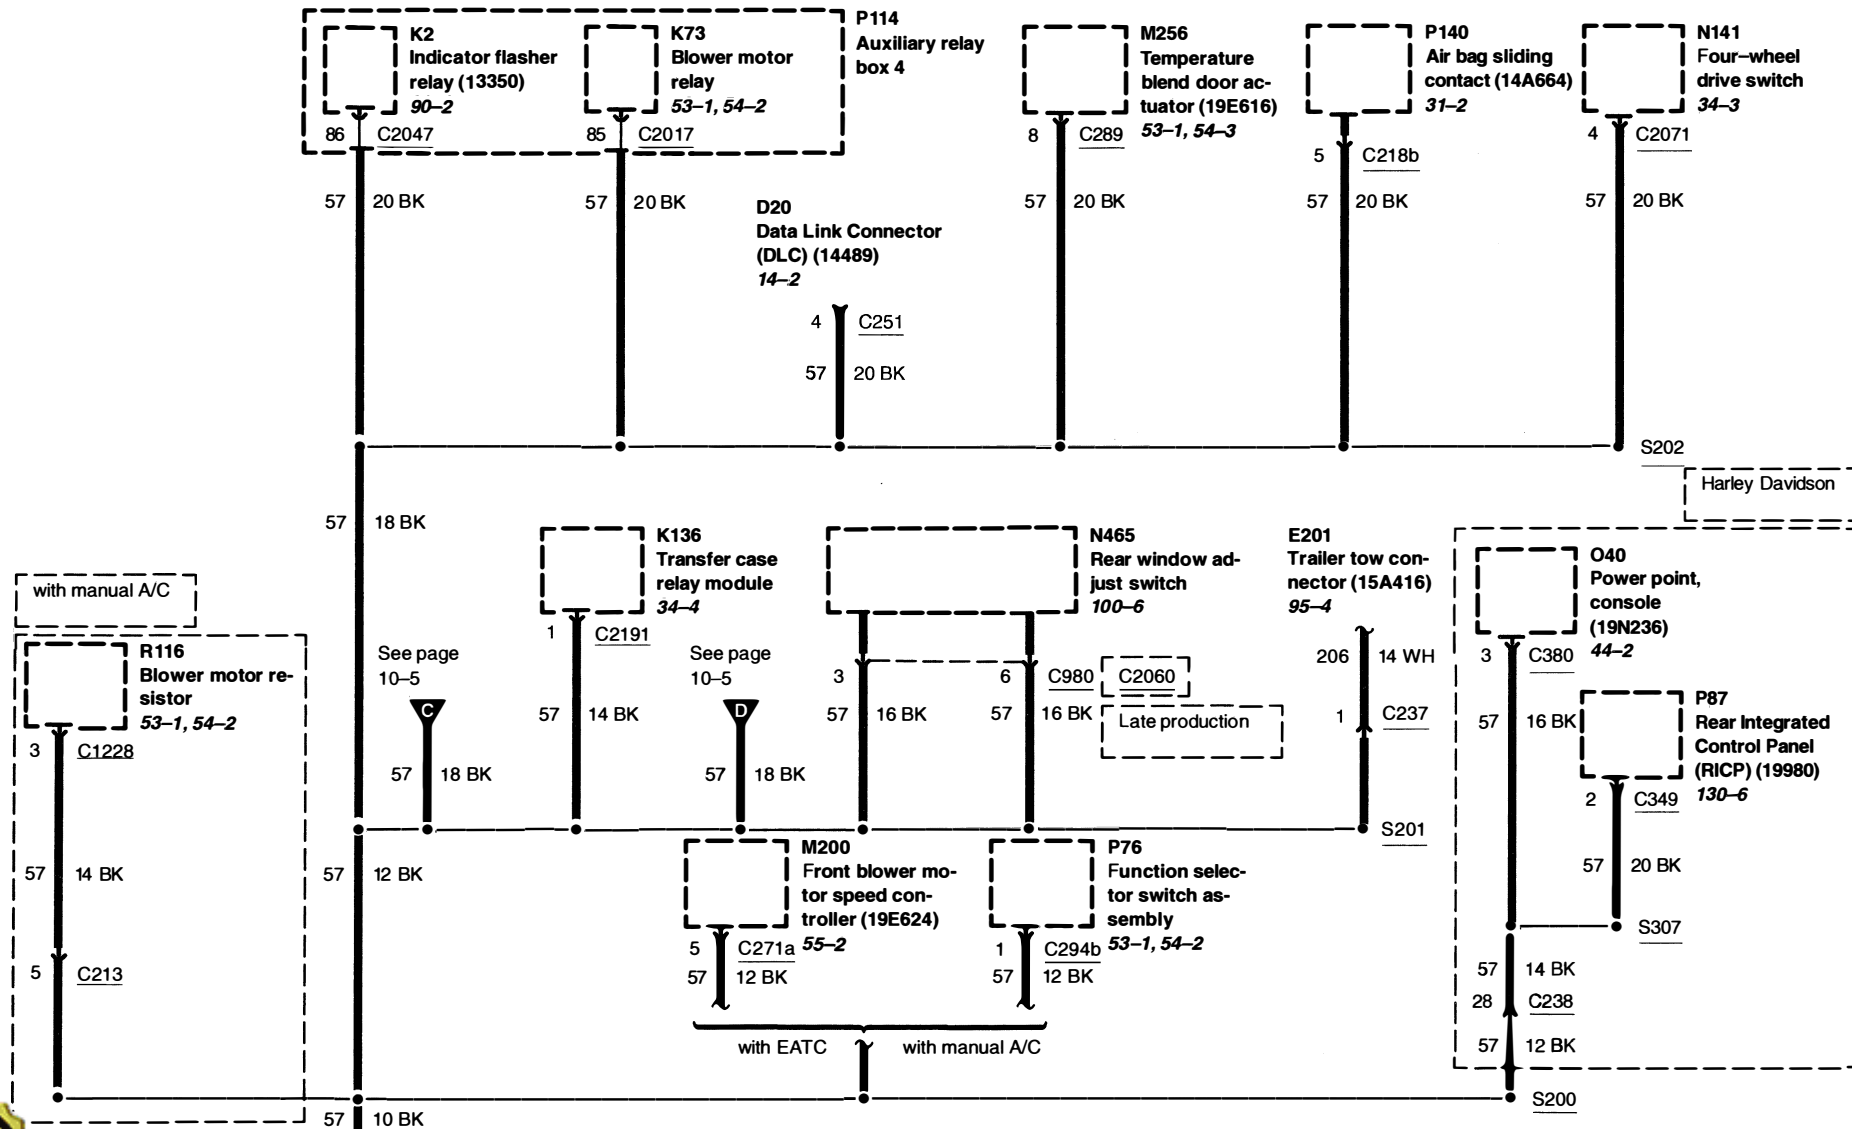 K2
Indicator flasher
relay (13350)
90–2
86 C2047
57 20 BK
K73
Blower motor
relay
53–1, 54–2
85 C2017
57 20 BK
P114
Auxiliary relay
box 4
D20
Data Link Connector
(DLC) (14489)
14–2
4 C251
57 20 BK
M256
Temperature
blend door ac-
tuator (19E616)
53–1, 54–3
8 C289
57 20 BK
P140
Air bag sliding
contact (14A664)
31–2
5 C218b
57 20 BK
N141
Four–wheel
drive switch
34–3
4 C2071
57 20 BK
S202
Harley Davidson
57 18 BK
with manual A/C
R116
Blower motor re-
sistor
53–1, 54–2
3 C1228
57 14 BK
5 C213
See page
10–5
C
57 18 BK
K136
Transfer case
relay module
34–4
1 C2191
57 14 BK
See page
10–5
D
57 18 BK
N465
Rear window ad-
just switch
100–6
3 6 C980 C2060
57 16 BK 57 16 BK
Late production
E201
Trailer tow con-
nector (15A416)
95–4
206 14 WH
1 C237
S201
O40
Power point,
console
(19N236)
44–2
3 C380
57 16 BK
P87
Rear Integrated
Control Panel
(RICP) (19980)
130–6
2 C349
57 20 BK
S307
57 14 BK
28 C238
57 12 BK
57 12 BK
M200
Front blower mo-
tor speed con-
troller (19E624)
55–2
5 C271a
57 12 BK
P76
Function selec-
tor switch as-
sembly
53–1, 54–2
1 C294b
57 12 BK
with EATC with manual A/C
S200
57 10 BK